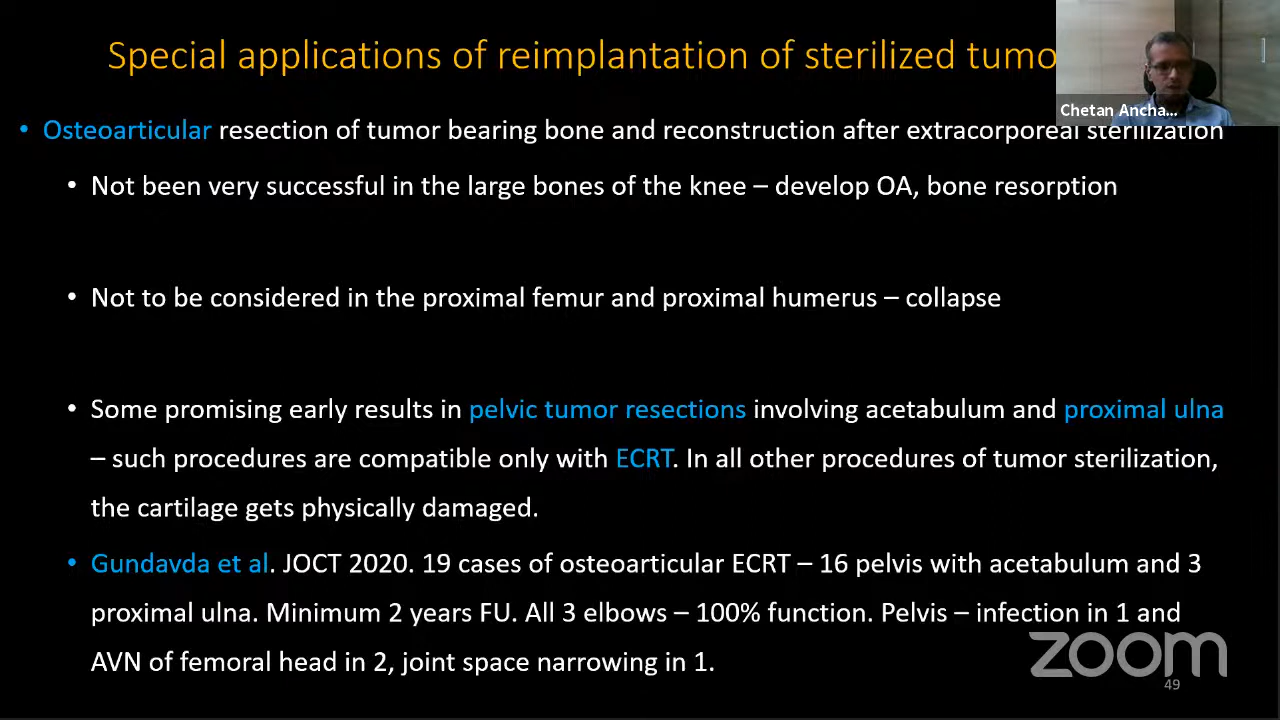 Special applications of reimplantation of sterilized tumo
Chetan Ancha...
• Osteoarticular resection of tumor bearing bone and reconstruction after extracorporeal sterilization
• Not been very successful in the large bones of the knee – develop OA, bone resorption
• Not to be considered in the proximal femur and proximal humerus – collapse
• Some promising early results in pelvic tumor resections involving acetabulum and proximal ulna
– such procedures are compatible only with ECRT. In all other procedures of tumor sterilization,
the cartilage gets physically damaged.
• Gundavda et al. JOCT 2020. 19 cases of osteoarticular ECRT – 16 pelvis with acetabulum and 3
proximal ulna. Minimum 2 years FU. All 3 elbows – 100% function. Pelvis – infection in 1 and
AVN of femoral head in 2, joint space narrowing in 1.
zoom
49